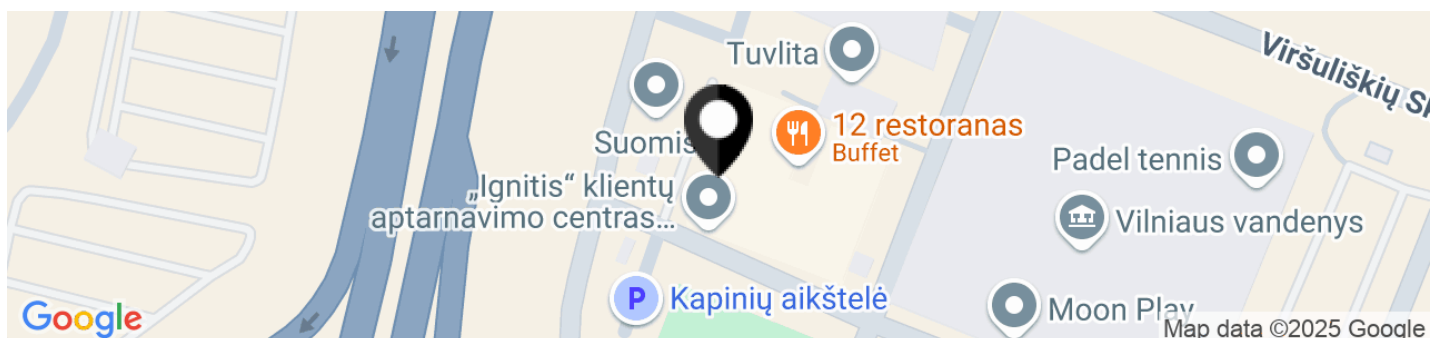 Tuvlita
Viršuliškių
Suomis
12 restoranas
Buffet
Padel tennis
„Ignitis“ klientų
aptarnavimo centras...
Vilniaus vandenys
P
Kapinių aikštelė
Moon Play
Google
Map data ©2025 Google